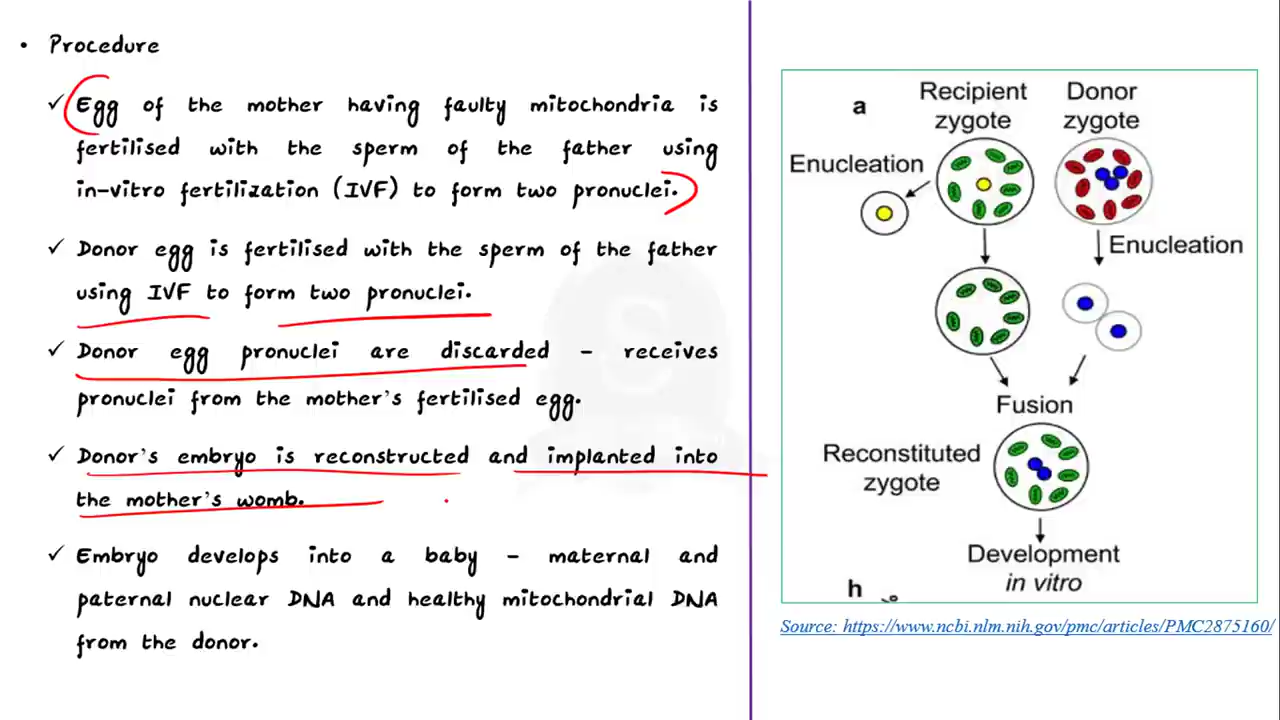 • Procedure
✓ Egg of the mother having faulty mitochondria is
fertilised with the sperm of the father using
in-vitro fertilization (IVF) to form two pronuclei.
✓ Donor egg is fertilised with the sperm of the father
using IVF to form two pronuclei.
✓ Donor egg pronuclei are discarded – receives
pronuclei from the mother's fertilised egg.
✓ Donor's embryo is reconstructed and implanted into
the mother's womb.
✓ Embryo develops into a baby – maternal and
paternal nuclear DNA and healthy mitochondrial DNA
from the donor.
a
Recipient
zygote
Donor
zygote
Enucleation
Enucleation
Fusion
Reconstituted
zygote
Development
in vitro
h
Source: https://www.ncbi.nlm.nih.gov/pmc/articles/PMC2875160/